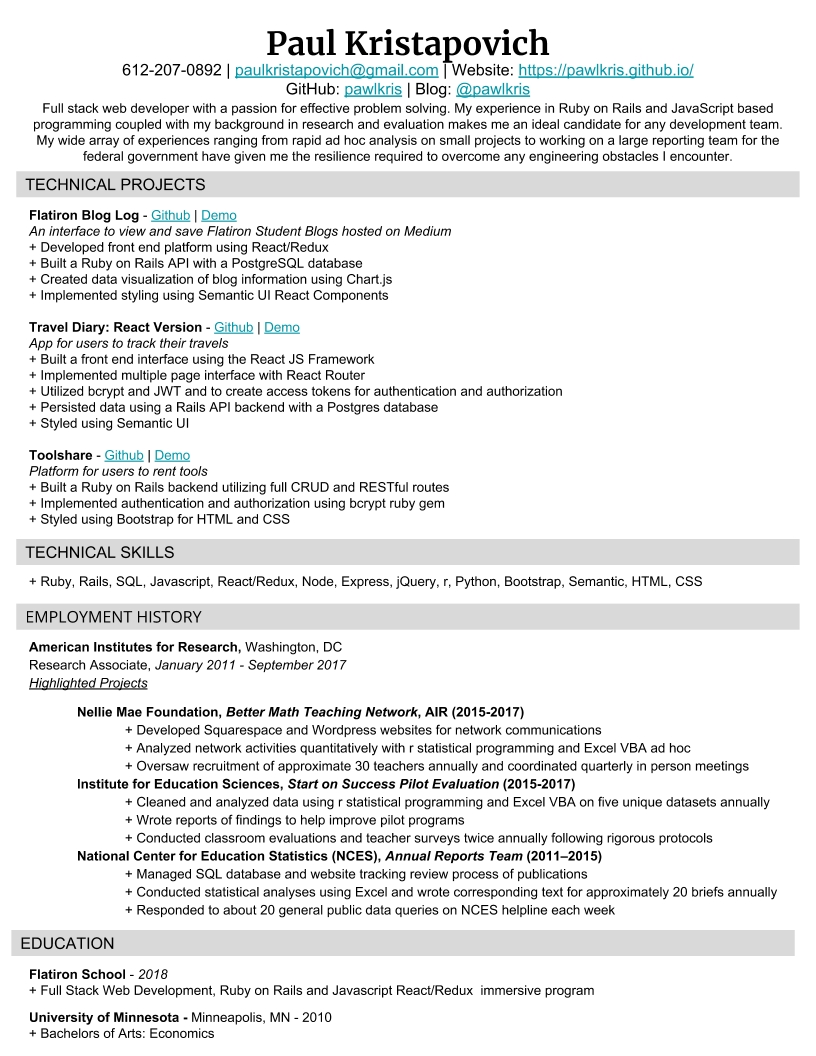 Paul Kristapovich
612-207-0892 | paulkristapovich@gmail.com | Website: https://pawlkris.github.io/
GitHub: pawlkris | Blog: @pawlkris
Full stack web developer with a passion for effective problem solving. My experience in Ruby on Rails and JavaScript based
programming coupled with my background in research and evaluation makes me an ideal candidate for any development team.
My wide array of experiences ranging from rapid ad hoc analysis on small projects to working on a large reporting team for the
federal government have given me the resilience required to overcome any engineering obstacles I encounter.
TECHNICAL PROJECTS
Flatiron Blog Log - Github | Demo
An interface to view and save Flatiron Student Blogs hosted on Medium
+ Developed front end platform using React/Redux
+ Built a Ruby on Rails API with a PostgreSQL database
+ Created data visualization of blog information using Chart.js
+ Implemented styling using Semantic UI React Components
Travel Diary: React Version - Github | Demo
App for users to track their travels
+ Built a front end interface using the React JS Framework
+ Implemented multiple page interface with React Router
+ Utilized bcrypt and JWT and to create access tokens for authentication and authorization
+ Persisted data using a Rails API backend with a Postgres database
+ Styled using Semantic UI
Toolshare - Github | Demo
Platform for users to rent tools
+ Built a Ruby on Rails backend utilizing full CRUD and RESTful routes
+ Implemented authentication and authorization using bcrypt ruby gem
+ Styled using Bootstrap for HTML and CSS
TECHNICAL SKILLS
+ Ruby, Rails, SQL, Javascript, React/Redux, Node, Express, jQuery, r, Python, Bootstrap, Semantic, HTML, CSS
EMPLOYMENT HISTORY
American Institutes for Research, Washington, DC
Research Associate, January 2011 - September 2017
Highlighted Projects
Nellie Mae Foundation, Better Math Teaching Network, AIR (2015-2017)
+ Developed Squarespace and Wordpress websites for network communications
+ Analyzed network activities quantitatively with r statistical programming and Excel VBA ad hoc
+ Oversaw recruitment of approximate 30 teachers annually and coordinated quarterly in person meetings
Institute for Education Sciences, Start on Success Pilot Evaluation (2015-2017)
+ Cleaned and analyzed data using r statistical programming and Excel VBA on five unique datasets annually
+ Wrote reports of findings to help improve pilot programs
+ Conducted classroom evaluations and teacher surveys twice annually following rigorous protocols
National Center for Education Statistics (NCES), Annual Reports Team (2011–2015)
+ Managed SQL database and website tracking review process of publications
+ Conducted statistical analyses using Excel and wrote corresponding text for approximately 20 briefs annually
+ Responded to about 20 general public data queries on NCES helpline each week
EDUCATION
Flatiron School - 2018
+ Full Stack Web Development, Ruby on Rails and Javascript React/Redux immersive program
University of Minnesota - Minneapolis, MN - 2010
+ Bachelors of Arts: Economics